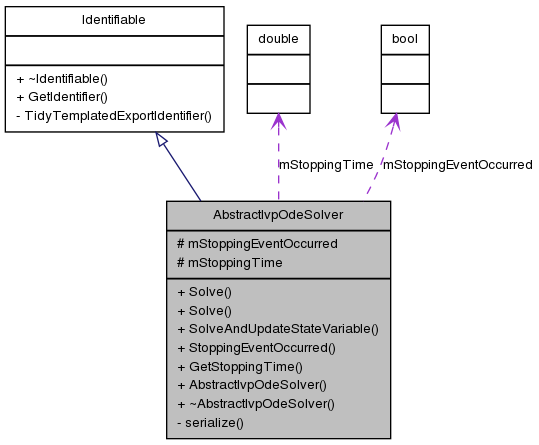 Identifiable
+ ~Identifiable()
+ GetIdentifier()
- TidyTemplatedExportIdentifier()
double
bool
mStoppingTime
mStoppingEventOccurred
AbstractIvpOdeSolver
# mStoppingEventOccurred
# mStoppingTime
+ Solve()
+ Solve()
+ SolveAndUpdateStateVariable()
+ StoppingEventOccurred()
+ GetStoppingTime()
+ AbstractIvpOdeSolver()
+ ~AbstractIvpOdeSolver()
- serialize()